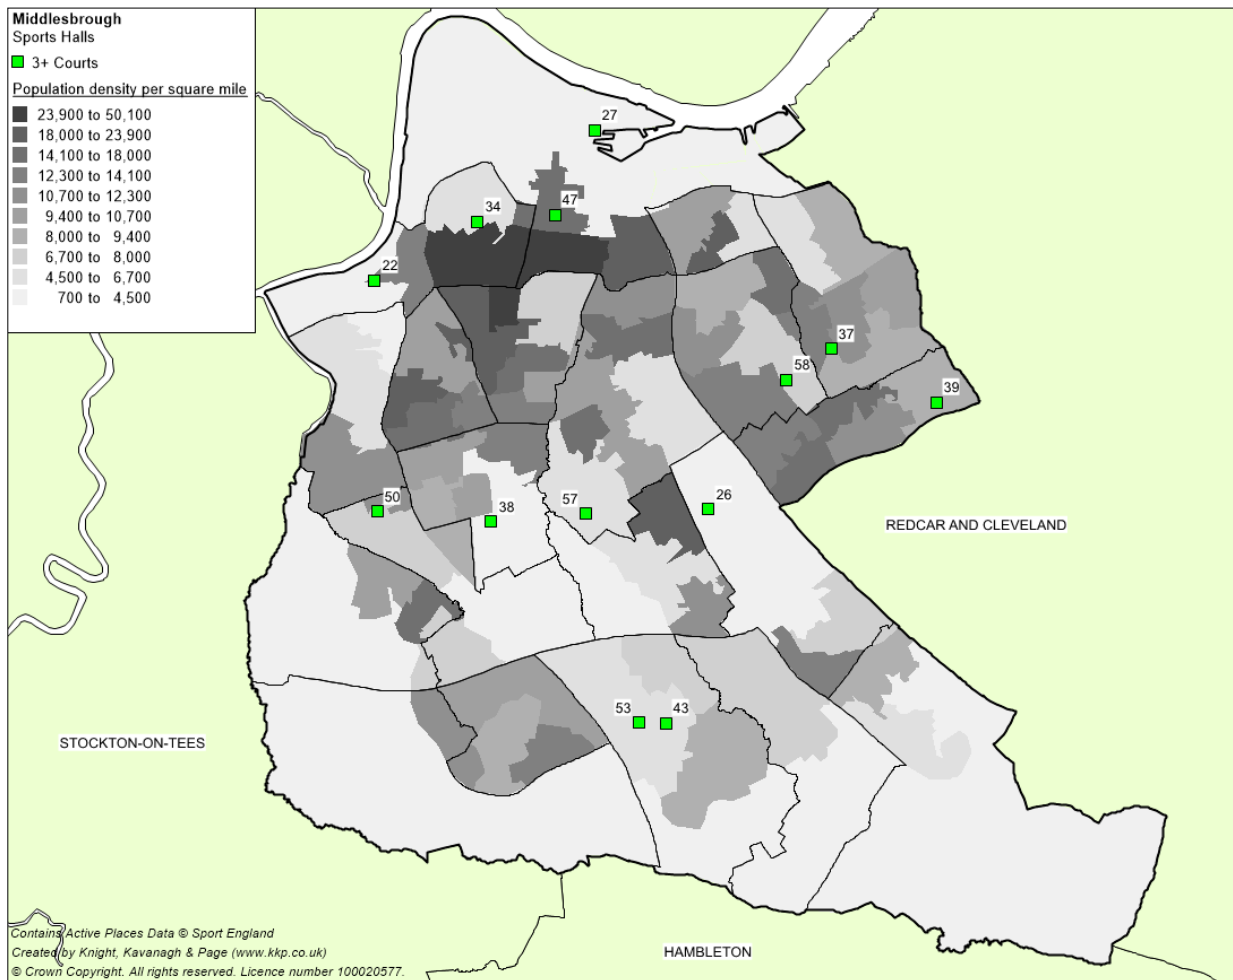 Middlesbrough
Sports Halls
3+ Courts
Population density per square mile
23,900 to 50,100
18,000 to 23,900
14,100 to 18,000
12,300 to 14,100
10,700 to 12,300
9,400 to 10,700
8,000 to 9,400
6,700 to 8,000
4,500 to 6,700
700 to 4,500
27
47
34
22
37
58
39
50
38
57
26
REDCAR AND CLEVELAND
53
43
STOCKTON-ON-TEES
HAMBLETON
Contains Active Places Data © Sport England
Created by Knight, Kavanagh & Page (www.kkp.co.uk)
© Crown Copyright. All rights reserved. Licence number 100020577.